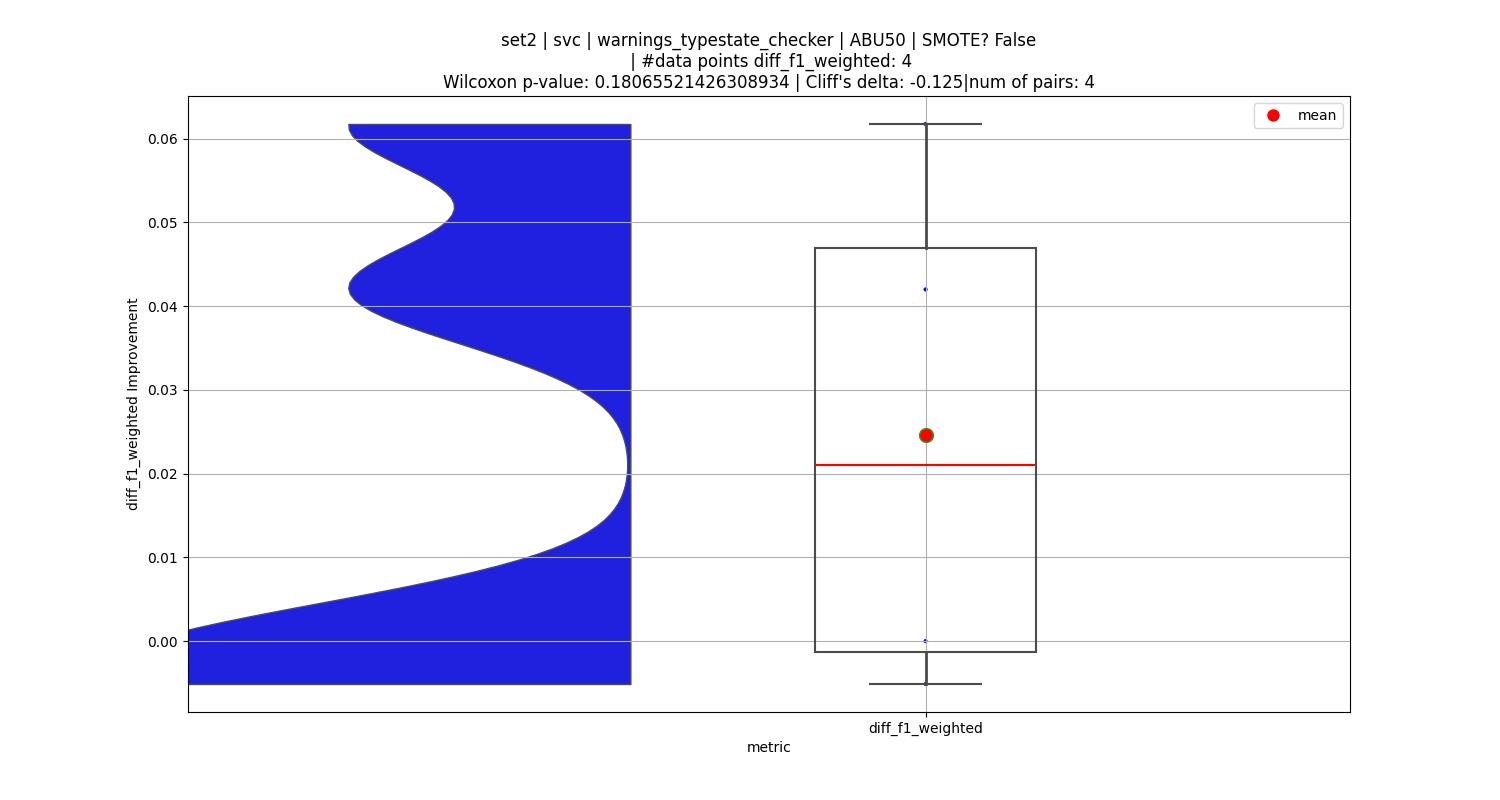 set2 | svc | warnings_typestate_checker | ABU50 | SMOTE? False
| #data points diff_f1_weighted: 4
Wilcoxon p-value: 0.18065521426308934 | Cliff's delta: -0.125|num of pairs: 4
mean
0.06
0.05
0.04
0.03
0.02
0.01
0.00
diff_f1_weighted Improvement
diff_f1_weighted
metric